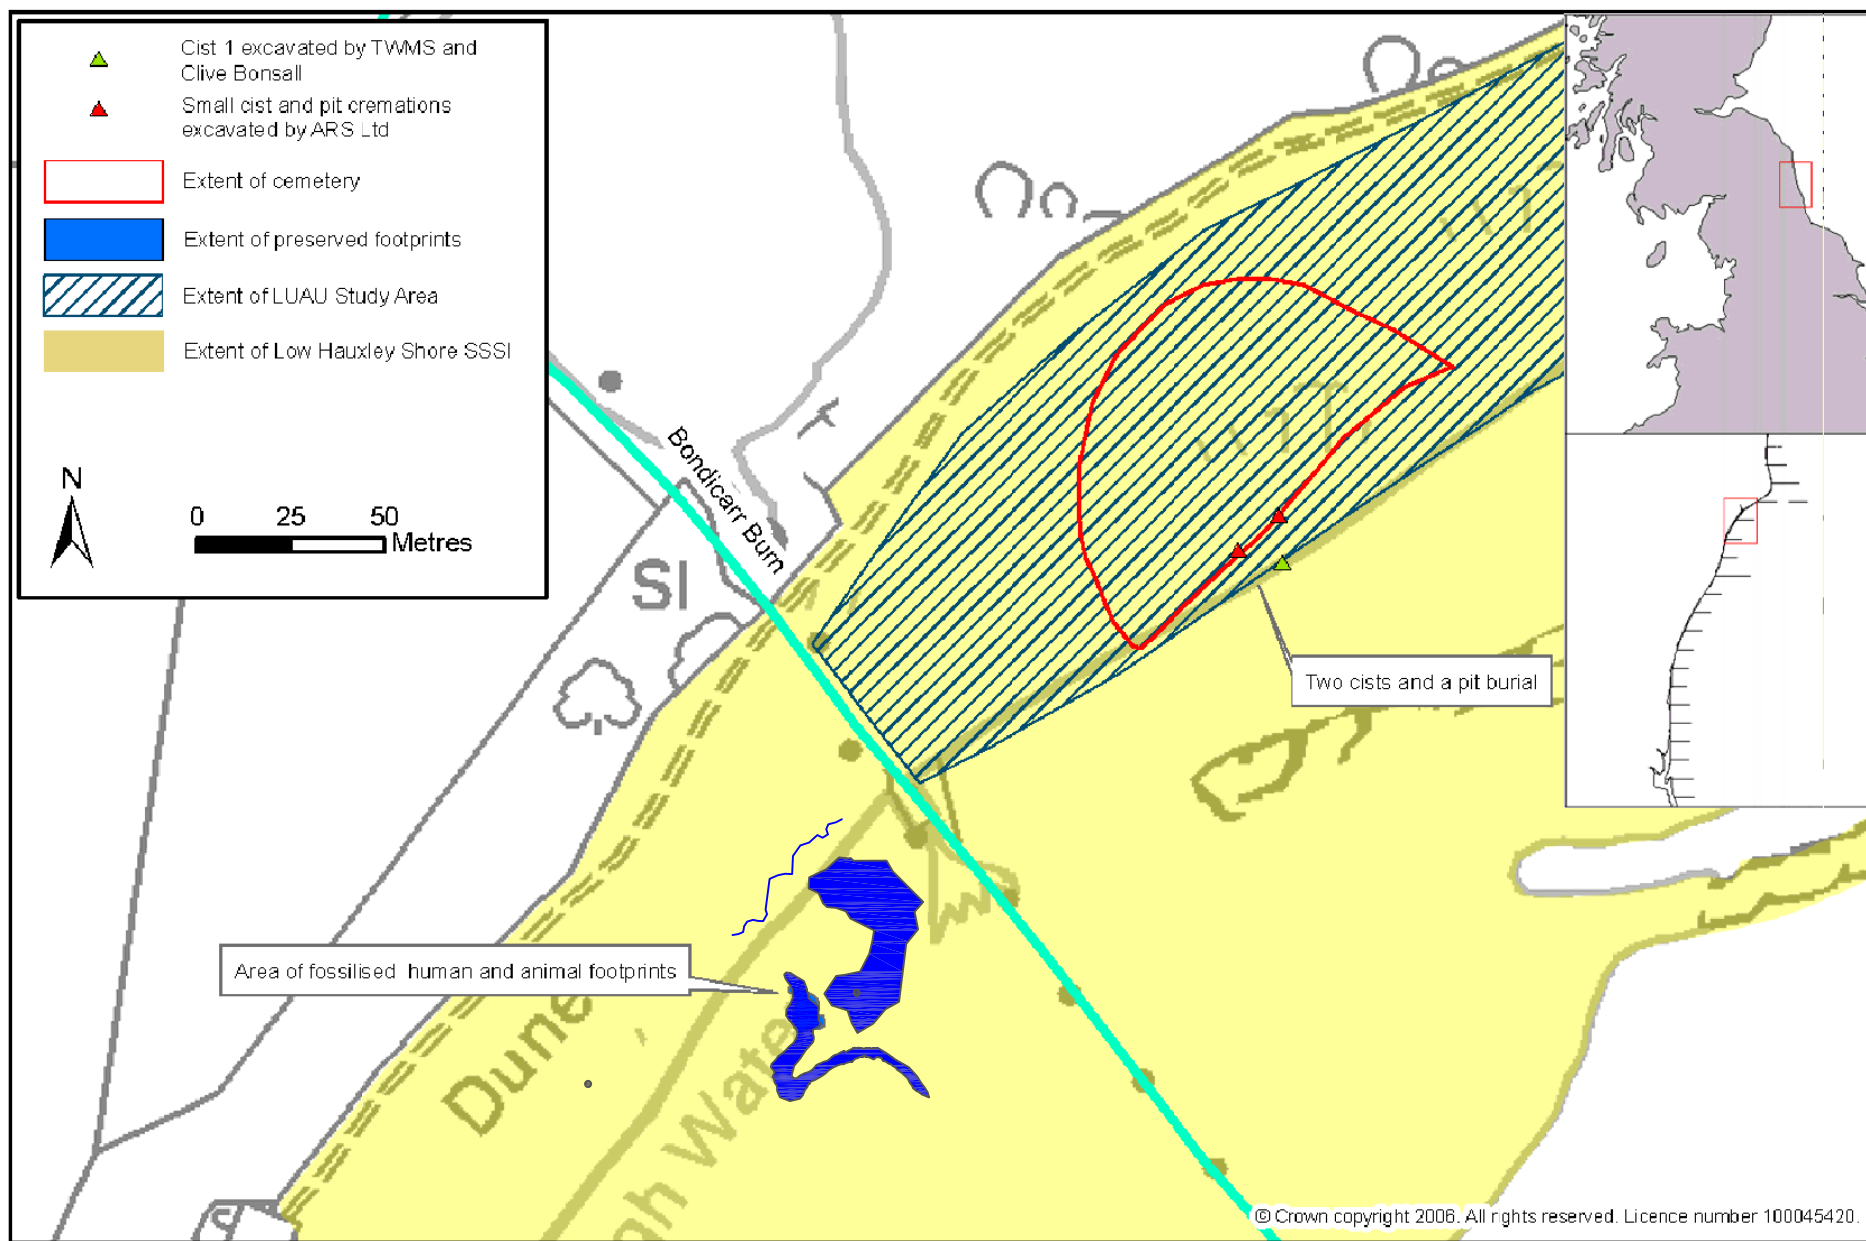 Cist 1 excavated by TWMS and
Clive Bonsall
Small cist and pit cremations
excavated by ARS Ltd
Extent of cemetery
Extent of preserved footprints
Extent of LUAU Study Area
Extent of Low Hauxley Shore SSSI
N
0 25 50
Metres
Bondicarr Burn
SI
Two cists and a pit burial
Area of fossilised human and animal footprints
Dune
gh Wate
© Crown copyright 2006. All rights reserved. Licence number 100045420.